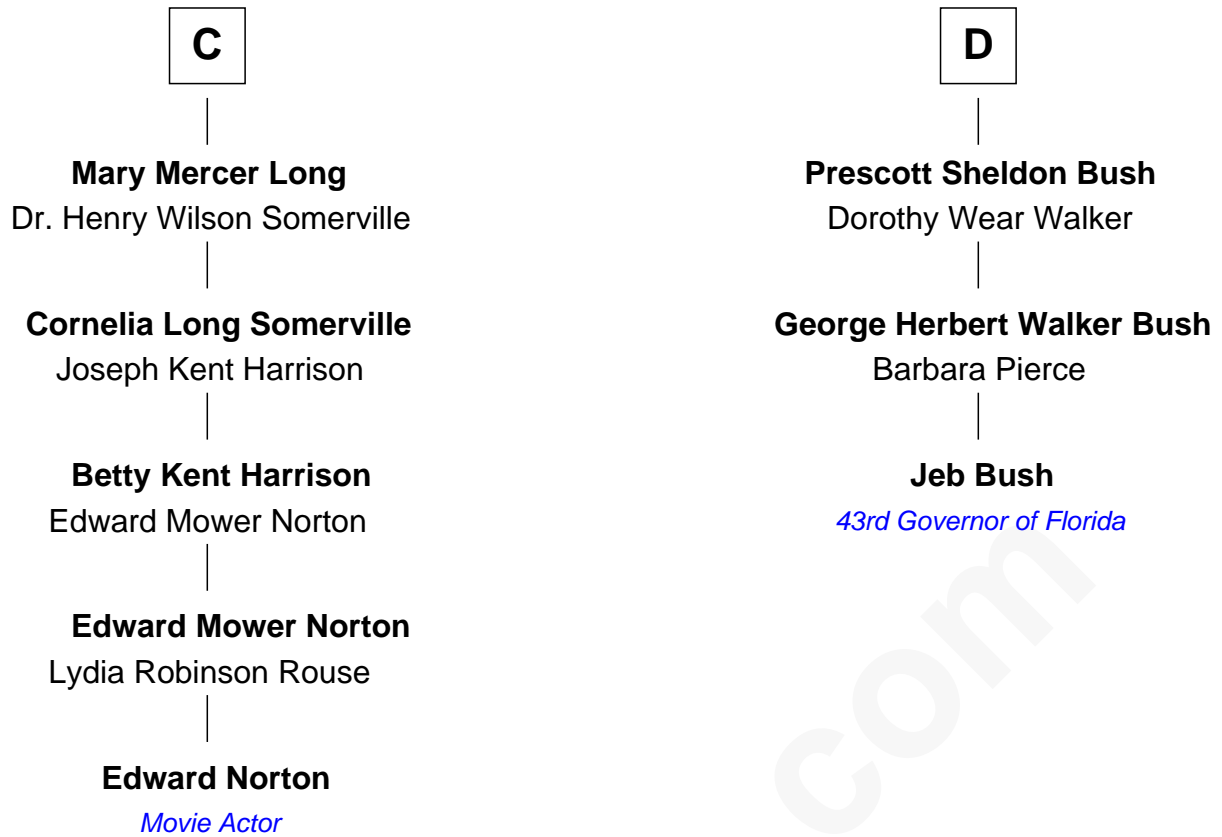 C
Mary Mercer Long
Dr. Henry Wilson Somerville
Cornelia Long Somerville
Joseph Kent Harrison
Betty Kent Harrison
Edward Mower Norton
Edward Mower Norton
Lydia Robinson Rouse
Edward Norton
Movie Actor
D
Prescott Sheldon Bush
Dorothy Wear Walker
George Herbert Walker Bush
Barbara Pierce
Jeb Bush
43rd Governor of Florida
com